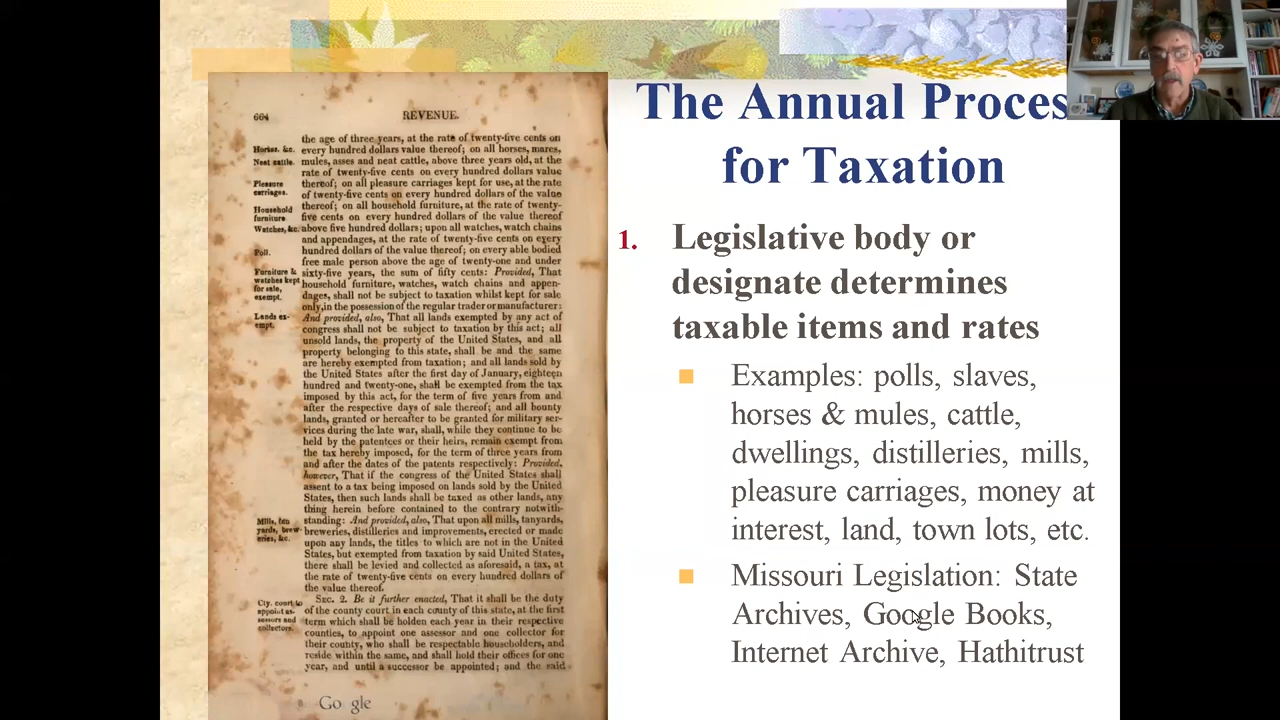 664
REVENUE.
the age of three years, at the rate of twenty-five cents on
every hundred dollars value thereof; on all horses, mares,
mules, asses and neat cattle, above three years old, at the
rate of twenty-five cents on every hundred dollars value
thereof; on all pleasure carriages kept for use, at the rate
of twenty-five cents on every hundred dollars of the value
thereof; on all household furniture, at the rate of twenty-
five cents on every hundred dollars of the value thereof
above five hundred dollars; upon all watches, watch chains
and appendages, at the rate of twenty-five cents on every
hundred dollars of the value thereof; on every able bodied
free male person above the age of twenty-one and under
sixty-five years, the sum of fifty cents: Provided, That
household furniture, watches, watch chains and appen-
dages, shall not be subject to taxation whilst kept for sale
only, in the possession of the regular trader or manufacturer:
And provided, also, That all lands exempted by any act of
congress shall not be subject to taxation by this act; all
unsold lands, the property of the United States, and all
property belonging to this state, shall be and the same
are hereby exempted from taxation; and all lands sold by
the United States after the first day of January, eighteen
hundred and twenty-one, shall be exempted from the tax
imposed by this act, for the term of five years from and
after the respective days of sale thereof; and all bounty
lands, granted or hereafter to be granted for military ser-
vices during the late war, shall, while they continue to be
held by the patentees or their heirs, remain exempt from
the tax hereby imposed, for the term of three years from
and after the dates of the patents respectively: Provided,
however, That if the congress of the United States shall
assent to a tax being imposed on lands sold by the United
States, then such lands shall be taxed as other lands, any
thing herein before contained to the contrary notwith-
standing: And provided, also, That upon all mills, tanyards,
breweries, distilleries and improvements, erected or made
upon any lands, the titles to which are not in the United
States, but exempted from taxation by said United States,
there shall be levied and collected as aforesaid, a tax, at
the rate of twenty-five cents on every hundred dollars of
the value thereof.
SEC. 2. Be it further enacted, That it shall be the duty
of the county court in each county of this state, at the first
term which shall be holden each year in their respective
counties, to appoint one assessor and one collector for
their county, who shall be respectable householders, and
reside within the same, and shall hold their offices for one
year, and until a successor be appointed; and the said
Horses, &c.
Neat cattle.
Pleasure
carriages.
Household
furniture
Watches, &c.
Poll.
Furniture &
watches kept
for sale,
exempt.
Lands ex-
empt.
Mills, tan
yards, brew-
eries, &c.
Cty. court to
appoint as-
sessors and
collectors.
Google
The Annual Proces
for Taxation
1. Legislative body or
designate determines
taxable items and rates
Examples: polls, slaves,
horses & mules, cattle,
dwellings, distilleries, mills,
pleasure carriages, money at
interest, land, town lots, etc.
Missouri Legislation: State
Archives, Google Books,
Internet Archive, Hathitrust